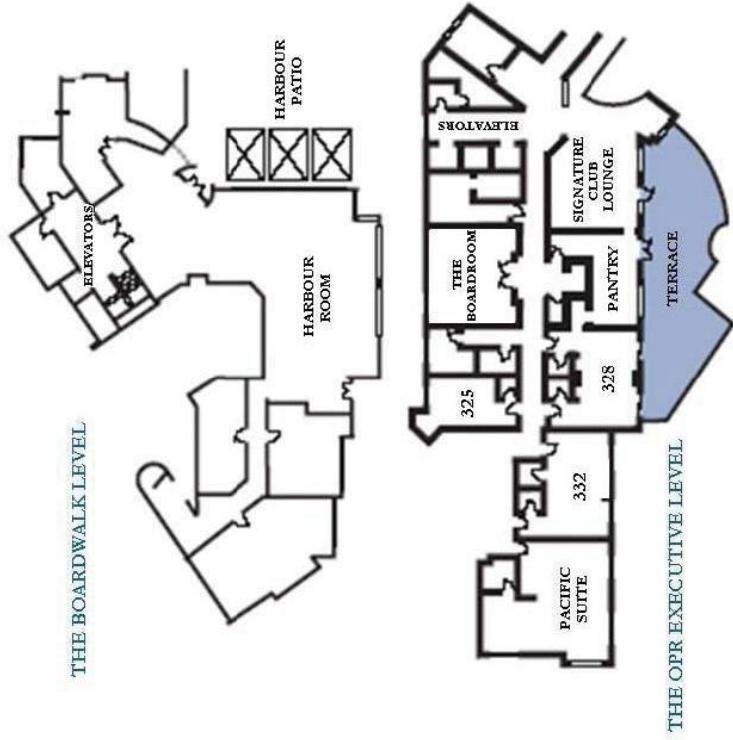 THE BOARDWALK LEVEL
ELEVATORS
HARBOUR
PATIO
HARBOUR
ROOM
THE OPR EXECUTIVE LEVEL
PACIFIC
SUITE
332
325
328
THE
BOARDROOM
PANTRY
ELEVATORS
SIGNATURE
CLUB
LOUNGE
TERRACE